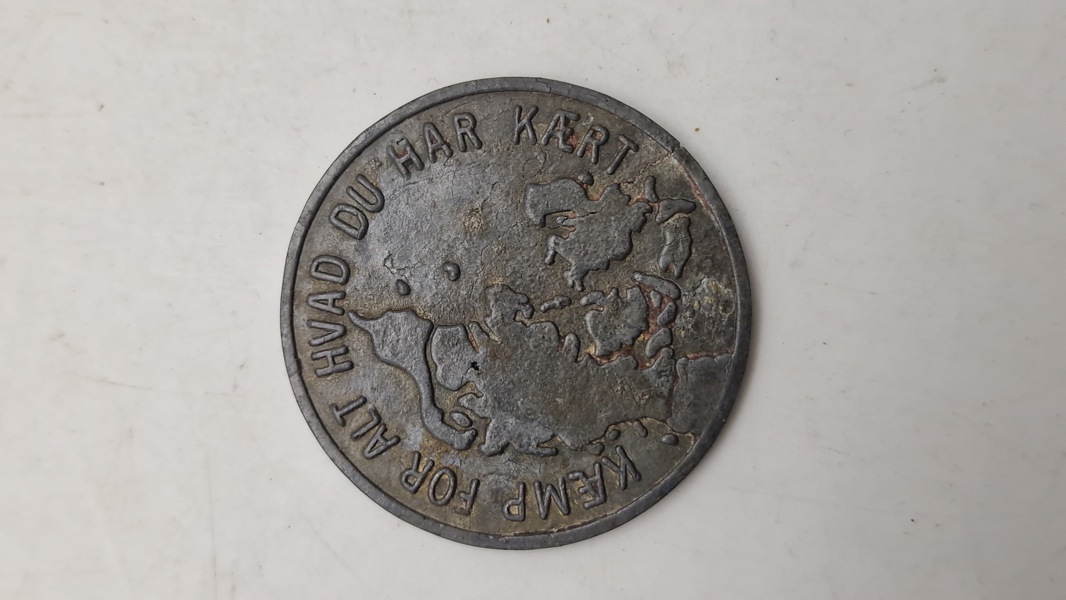 KÆMP FOR ALT HVAD DU HAR KÆRT